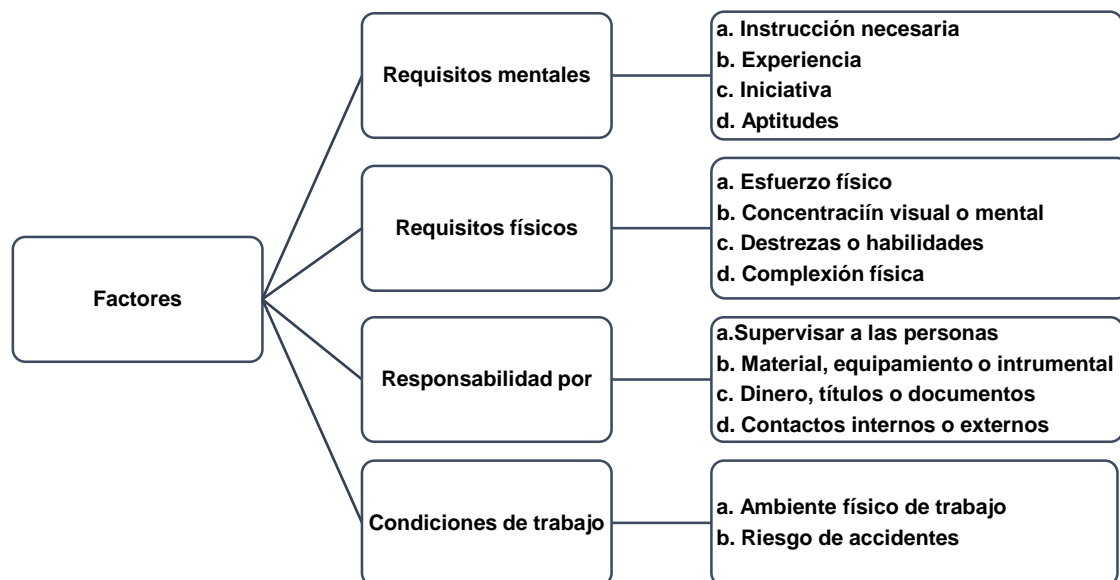 Factores
Requisitos mentales
a. Instrucción necesaria
b. Experiencia
c. Iniciativa
d. Aptitudes
Requisitos físicos
a. Esfuerzo físico
b. Concentraciín visual o mental
c. Destrezas o habilidades
d. Complexión física
Responsabilidad por
a.Supervisar a las personas
b. Material, equipamiento o intrumental
c. Dinero, títulos o documentos
d. Contactos internos o externos
Condiciones de trabajo
a. Ambiente físico de trabajo
b. Riesgo de accidentes